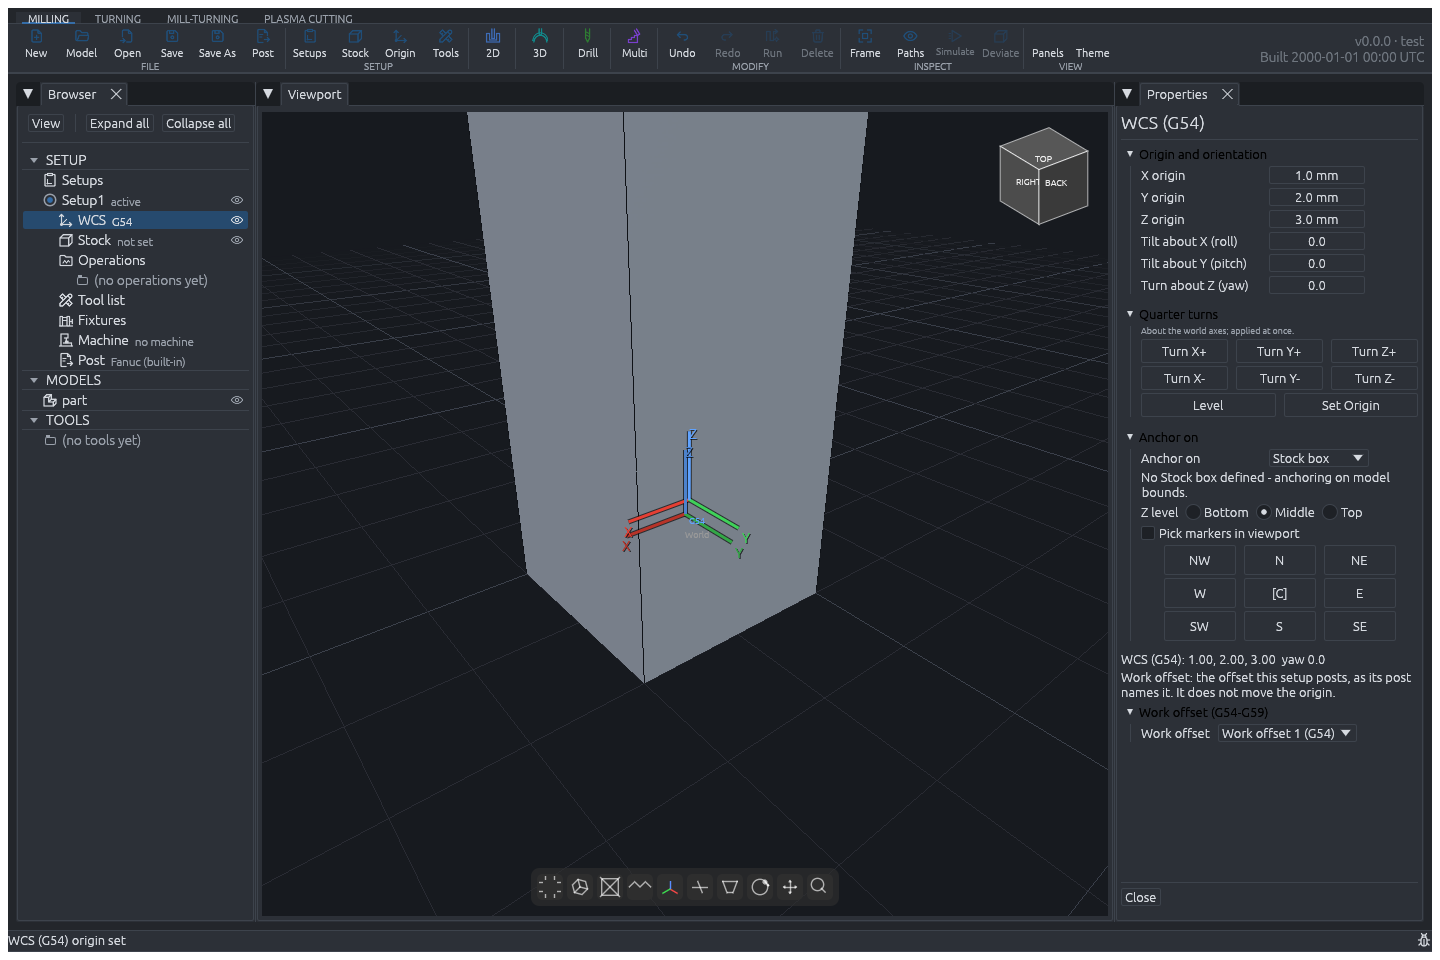 MILLING TURNING MILL-TURNING PLASMA CUTTING
New Model Open Save Save As Post Setups Stock Origin Tools 2D 3D Drill Multi Undo Redo Run Delete Frame Paths Simulate Deviate Panels Theme
FILE SETUP MODIFY INSPECT VIEW
v0.0.0 · test
Built 2000-01-01 00:00 UTC
Browser
View Expand all Collapse all
SETUP
Setups
Setup1 active
WCS G54
Stock not set
Operations
(no operations yet)
Tool list
Fixtures
Machine no machine
Post Fanuc (built-in)
MODELS
part
TOOLS
(no tools yet)
Viewport
TOP
RIGHT BACK
Z
Z
G54
World
X
X
Y
Y
Properties
WCS (G54)
Origin and orientation
X origin 1.0 mm
Y origin 2.0 mm
Z origin 3.0 mm
Tilt about X (roll) 0.0
Tilt about Y (pitch) 0.0
Turn about Z (yaw) 0.0
Quarter turns
About the world axes; applied at once.
Turn X+ Turn Y+ Turn Z+
Turn X- Turn Y- Turn Z-
Level Set Origin
Anchor on
Anchor on Stock box
No Stock box defined - anchoring on model
bounds.
Z level Bottom Middle Top
Pick markers in viewport
NW N NE
W [C] E
SW S SE
WCS (G54): 1.00, 2.00, 3.00 yaw 0.0
Work offset: the offset this setup posts, as its post
names it. It does not move the origin.
Work offset (G54-G59)
Work offset Work offset 1 (G54)
Close
WCS (G54) origin set